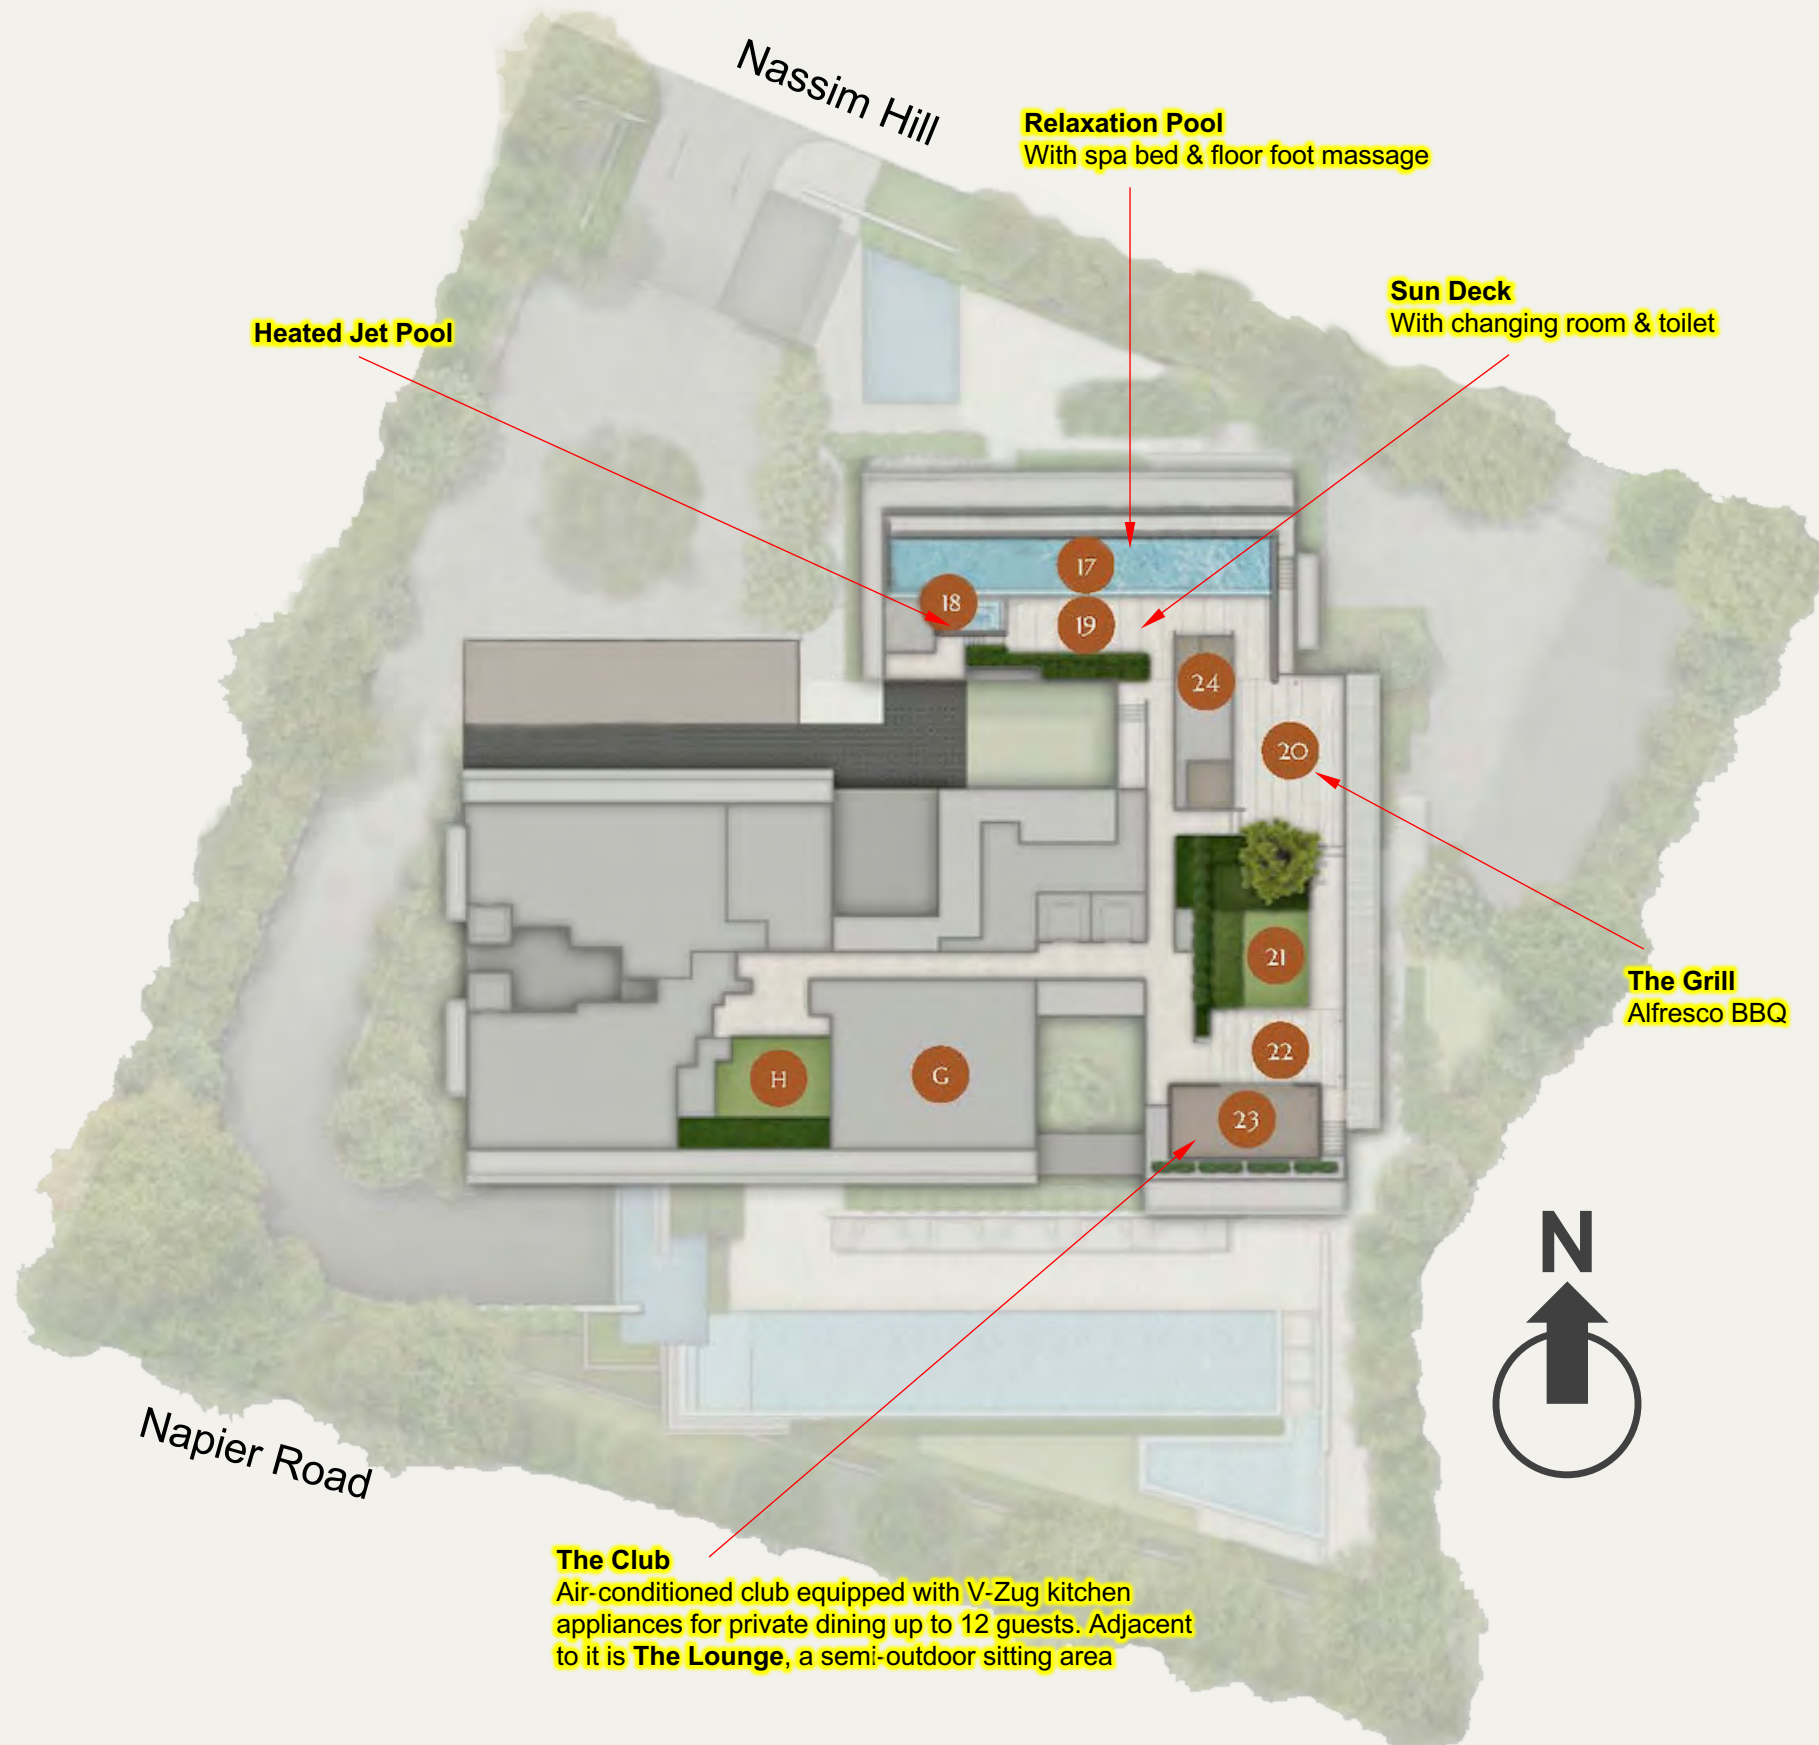 Nassim Hill
Relaxation Pool
With spa bed & floor foot massage
Sun Deck
With changing room & toilet
Heated Jet Pool
17
18
19
24
20
21
The Grill
Alfresco BBQ
22
H
G
23
N
Napier Road
The Club
Air-conditioned club equipped with V-Zug kitchen
appliances for private dining up to 12 guests. Adjacent
to it is The Lounge, a semi-outdoor sitting area